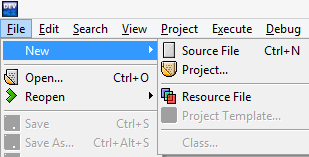 DEV
File Edit Search View Project Execute Debug
New
Source File Ctrl+N
Project...
Open... Ctrl+O
Reopen
Resource File
Project Template...
Save Ctrl+S
Save As... Ctrl+Alt+S
Class...